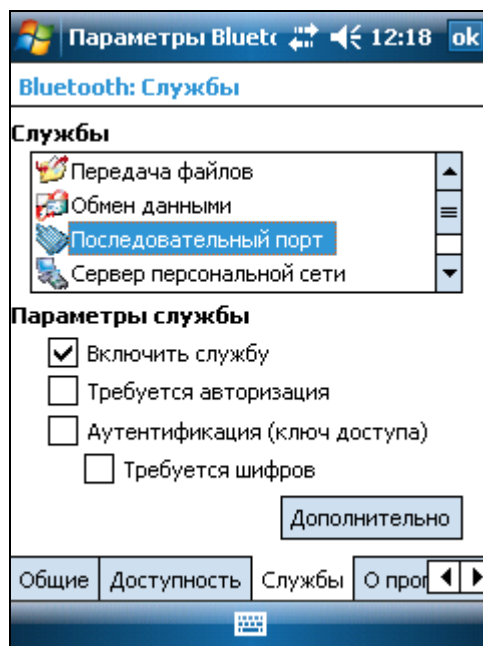 Параметры Bluetc 12:18 ok
Bluetooth: Службы
Службы
Передача файлов
Обмен данными
Последовательный порт
Сервер персональной сети
Параметры службы
Включить службу
Требуется авторизация
Аутентификация (ключ доступа)
Требуется шифров
Дополнительно
Общие Доступность Службы О прог